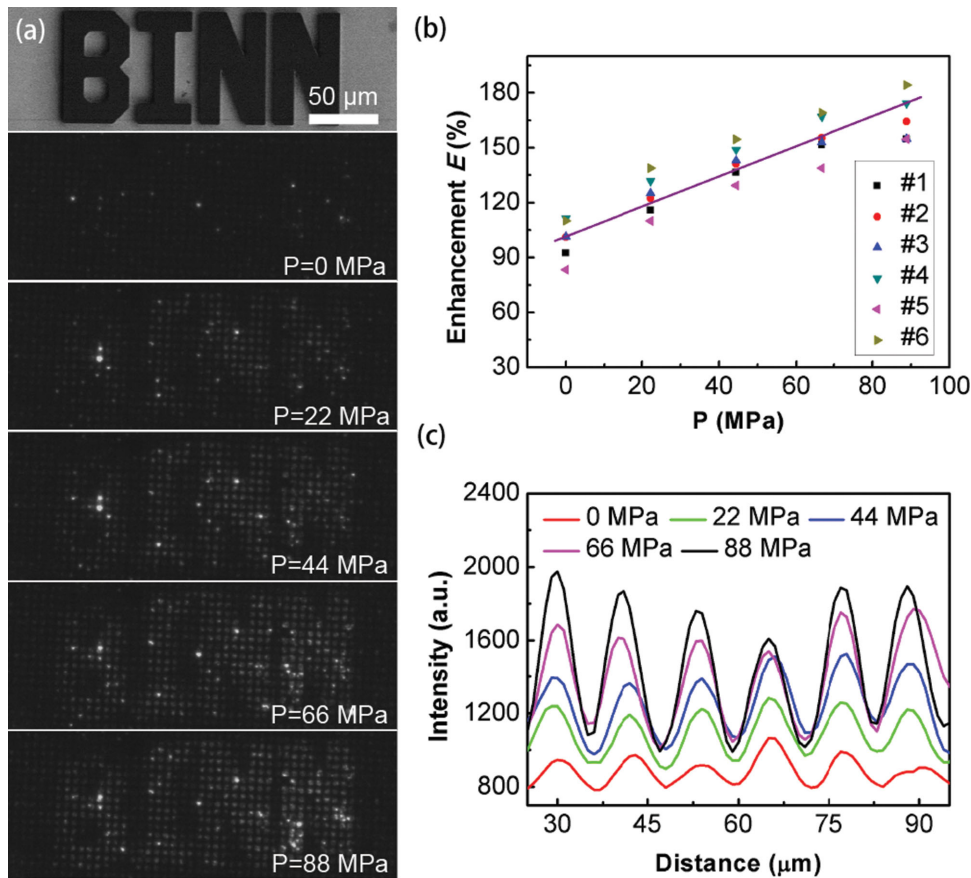 (a)
BINN
50 μm
P=0 MPa
P=22 MPa
P=44 MPa
P=66 MPa
P=88 MPa
(b)
Enhancement E (%)
180
150
120
90
60
30
0 20 40 60 80 100
P (MPa)
#1
#2
#3
#4
#5
#6
(c)
Intensity (a.u.)
2400
2000
1600
1200
800
0 MPa 22 MPa 44 MPa
66 MPa 88 MPa
30 45 60 75 90
Distance (μm)